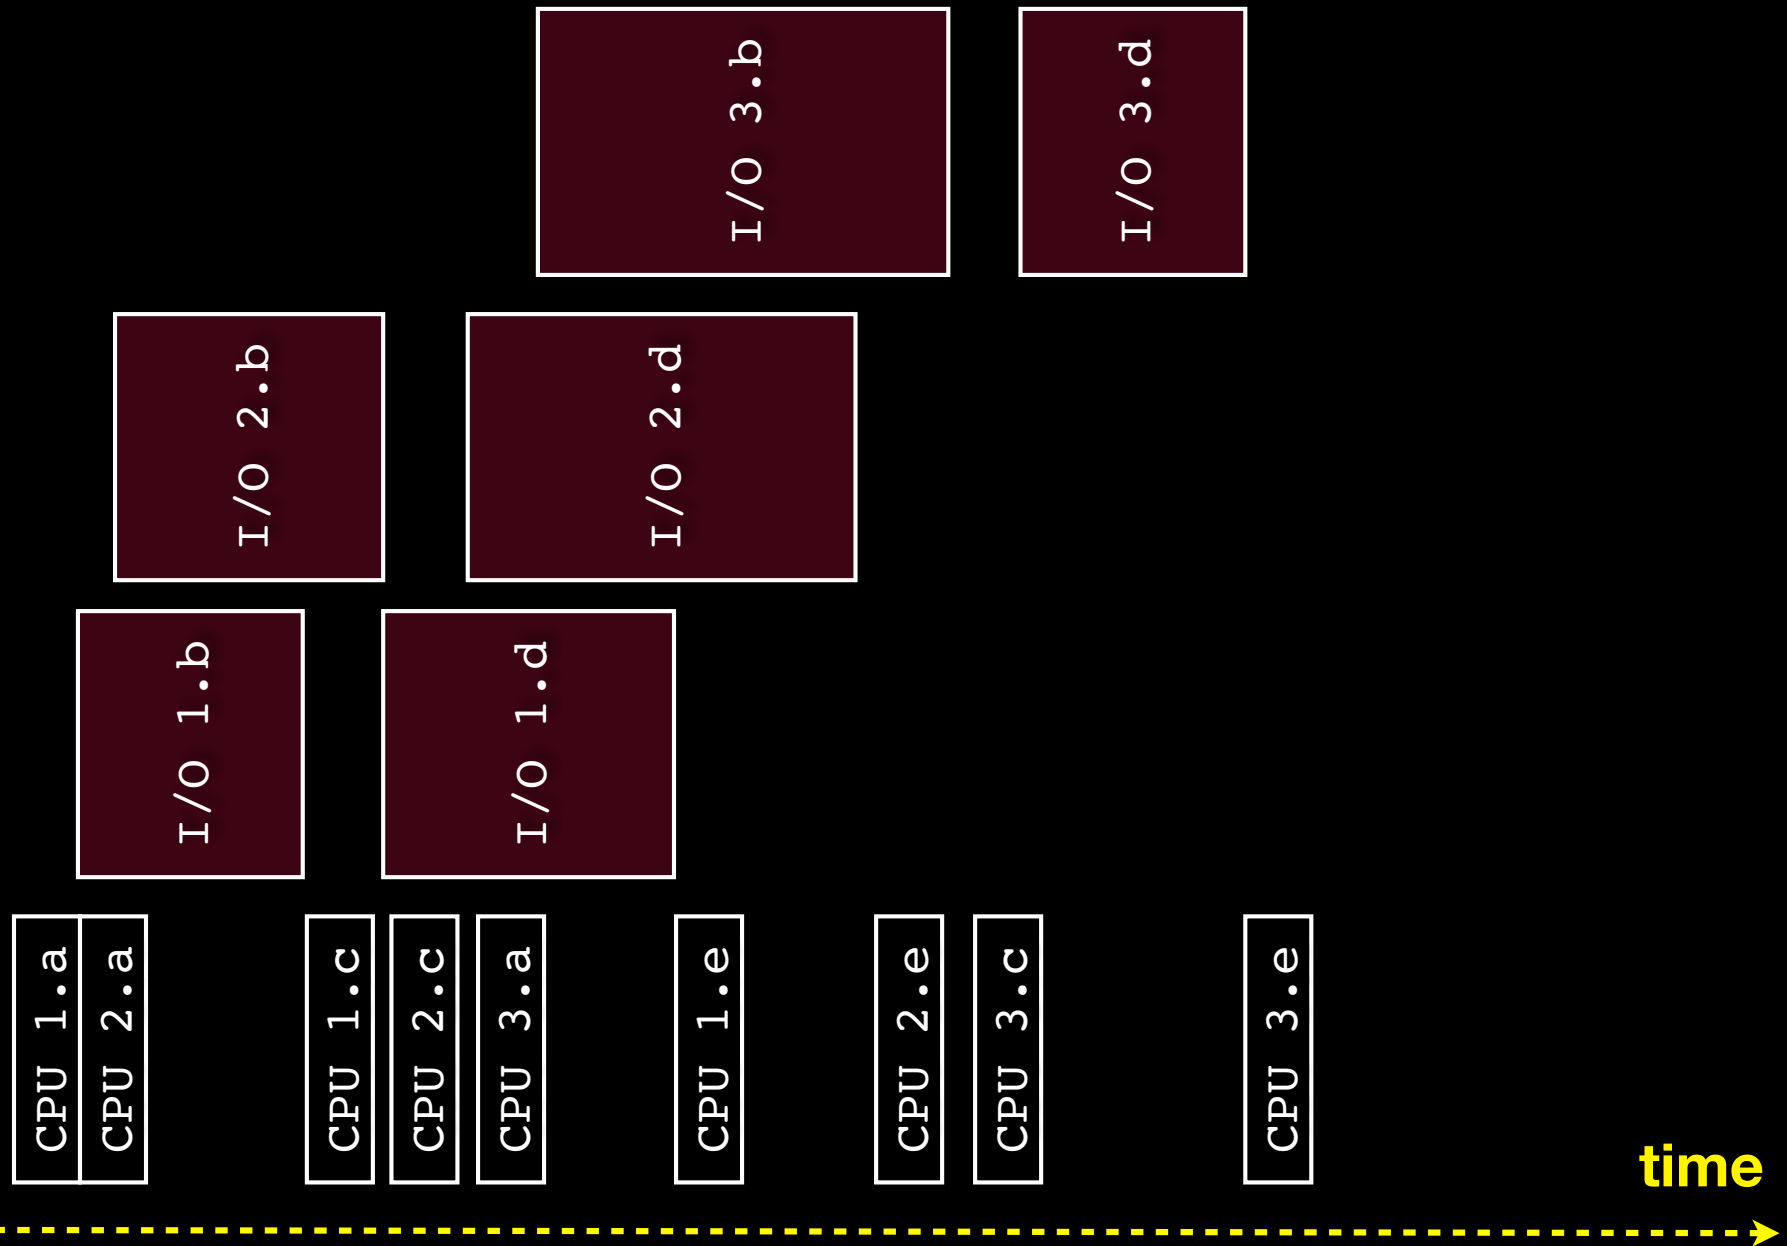 I/O 3.b
I/O 3.d
I/O 2.b
I/O 2.d
I/O 1.b
I/O 1.d
CPU 1.a
CPU 2.a
CPU 1.c
CPU 2.c
CPU 3.a
CPU 1.e
CPU 2.e
CPU 3.c
CPU 3.e
time